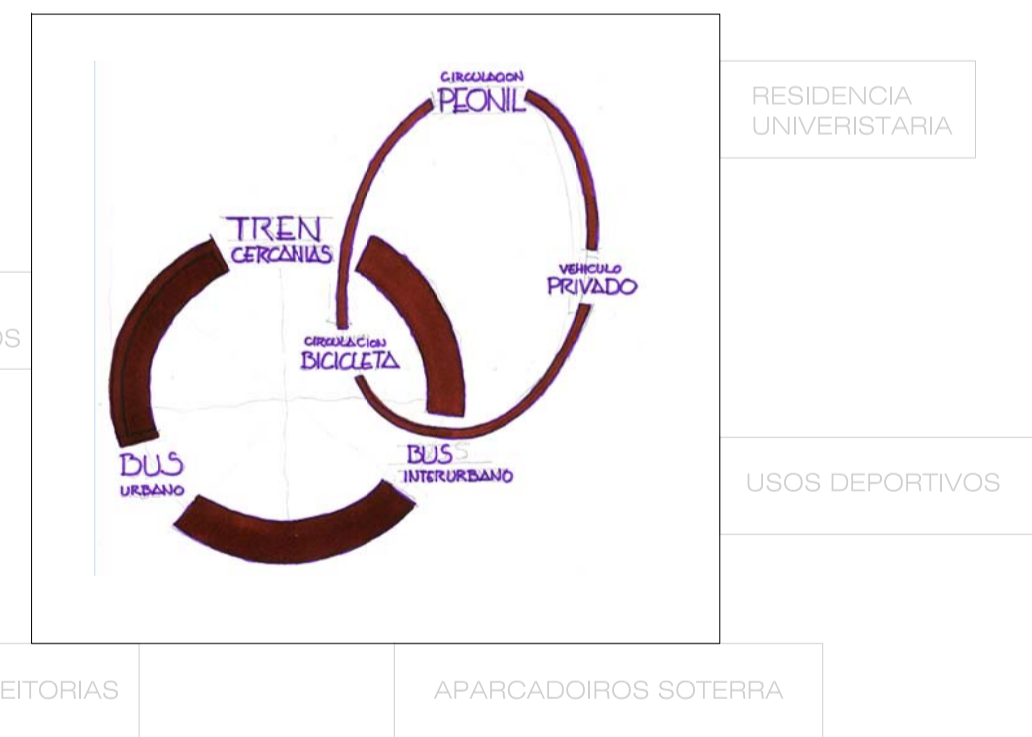 CIRCULACION
PEONIL
RESIDENCIA
UNIVERISTARIA
TREN
CERCANIAS
VEHICULO
PRIVADO
OS
CIRCULACION
BICICLETA
BUS
URBANO
BUS
INTERURBANO
USOS DEPORTIVOS
EITORIAS
APARCADOIROS SOTERRA